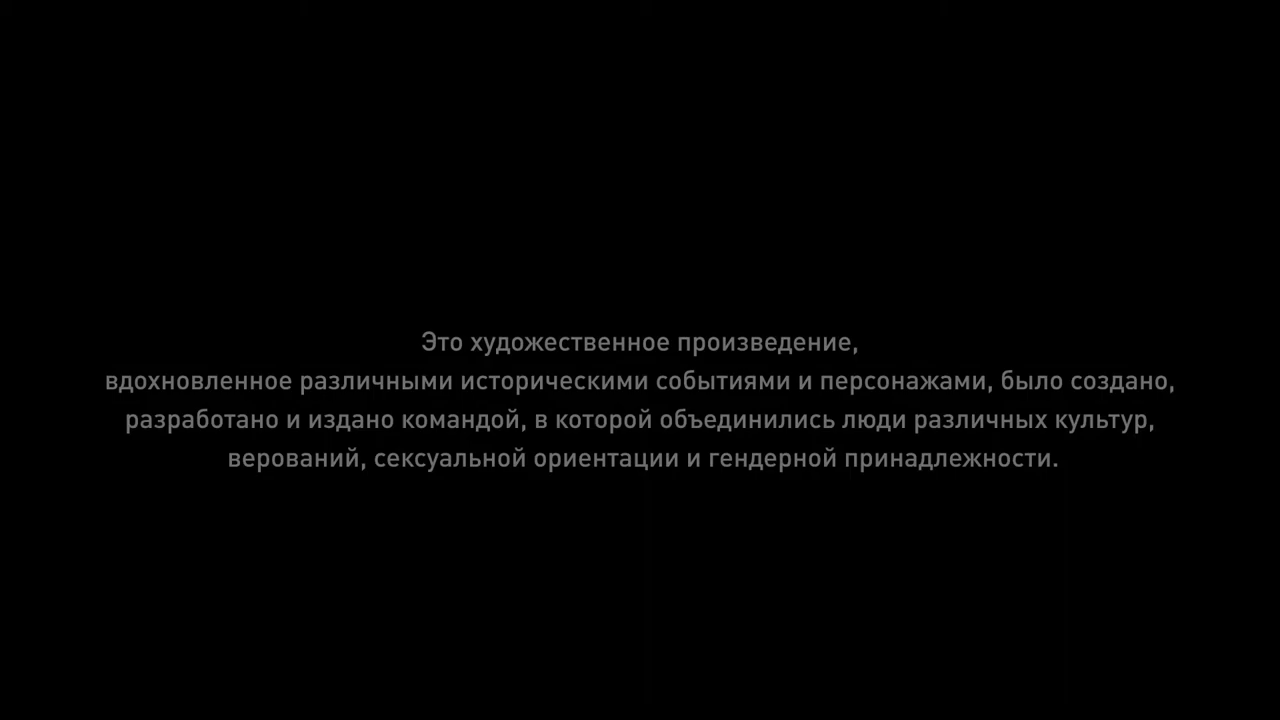 Это художественное произведение,
вдохновленное различными историческими событиями и персонажами, было создано,
разработано и издано командой, в которой объединились люди различных культур,
верований, сексуальной ориентации и гендерной принадлежности.